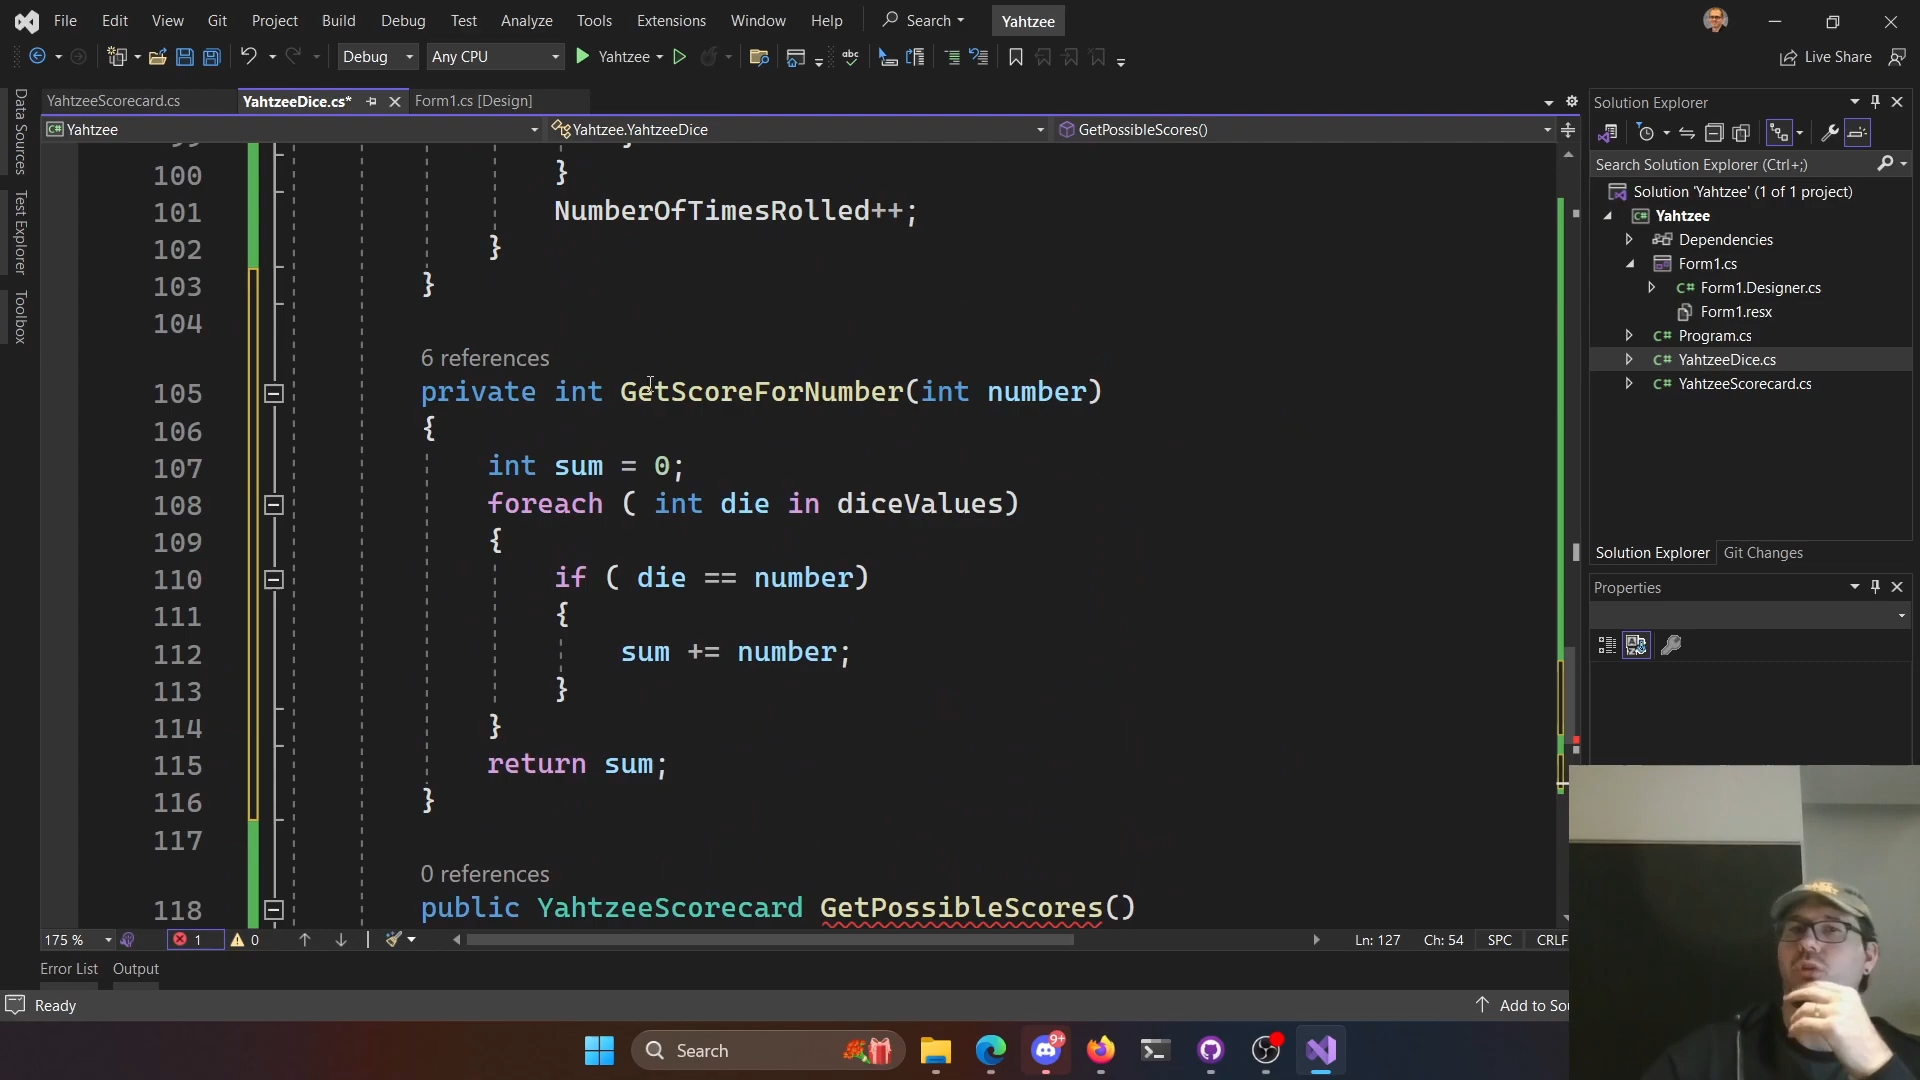 File Edit View Git Project Build Debug Test Analyze Tools Extensions Window Help Search Yahtzee
Debug Any CPU Yahtzee abc Live Share
YahtzeeScorecard.cs YahtzeeDice.cs* Form1.cs [Design]
C# Yahtzee Yahtzee.YahtzeeDice GetPossibleScores()
Data Sources
Test Explorer
Toolbox
100 }
101 NumberOfTimesRolled++;
102 }
103 }
104
6 references
105 private int GetScoreForNumber(int number)
106 {
107 int sum = 0;
108 foreach ( int die in diceValues)
109 {
110 if ( die == number)
111 {
112 sum += number;
113 }
114 }
115 return sum;
116 }
117
0 references
118 public YahtzeeScorecard GetPossibleScores()
175 % 1 0 Ln: 127 Ch: 54 SPC CRLF
Error List Output
Ready Add to Sou
Solution Explorer
Search Solution Explorer (Ctrl+;)
Solution 'Yahtzee' (1 of 1 project)
C# Yahtzee
Dependencies
Form1.cs
C# Form1.Designer.cs
Form1.resx
C# Program.cs
C# YahtzeeDice.cs
C# YahtzeeScorecard.cs
Solution Explorer Git Changes
Properties
Search 9+